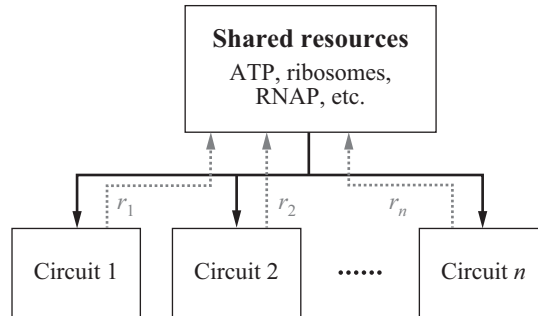 Shared resources
ATP, ribosomes,
RNAP, etc.
r1
r2
rn
Circuit 1
Circuit 2
......
Circuit n